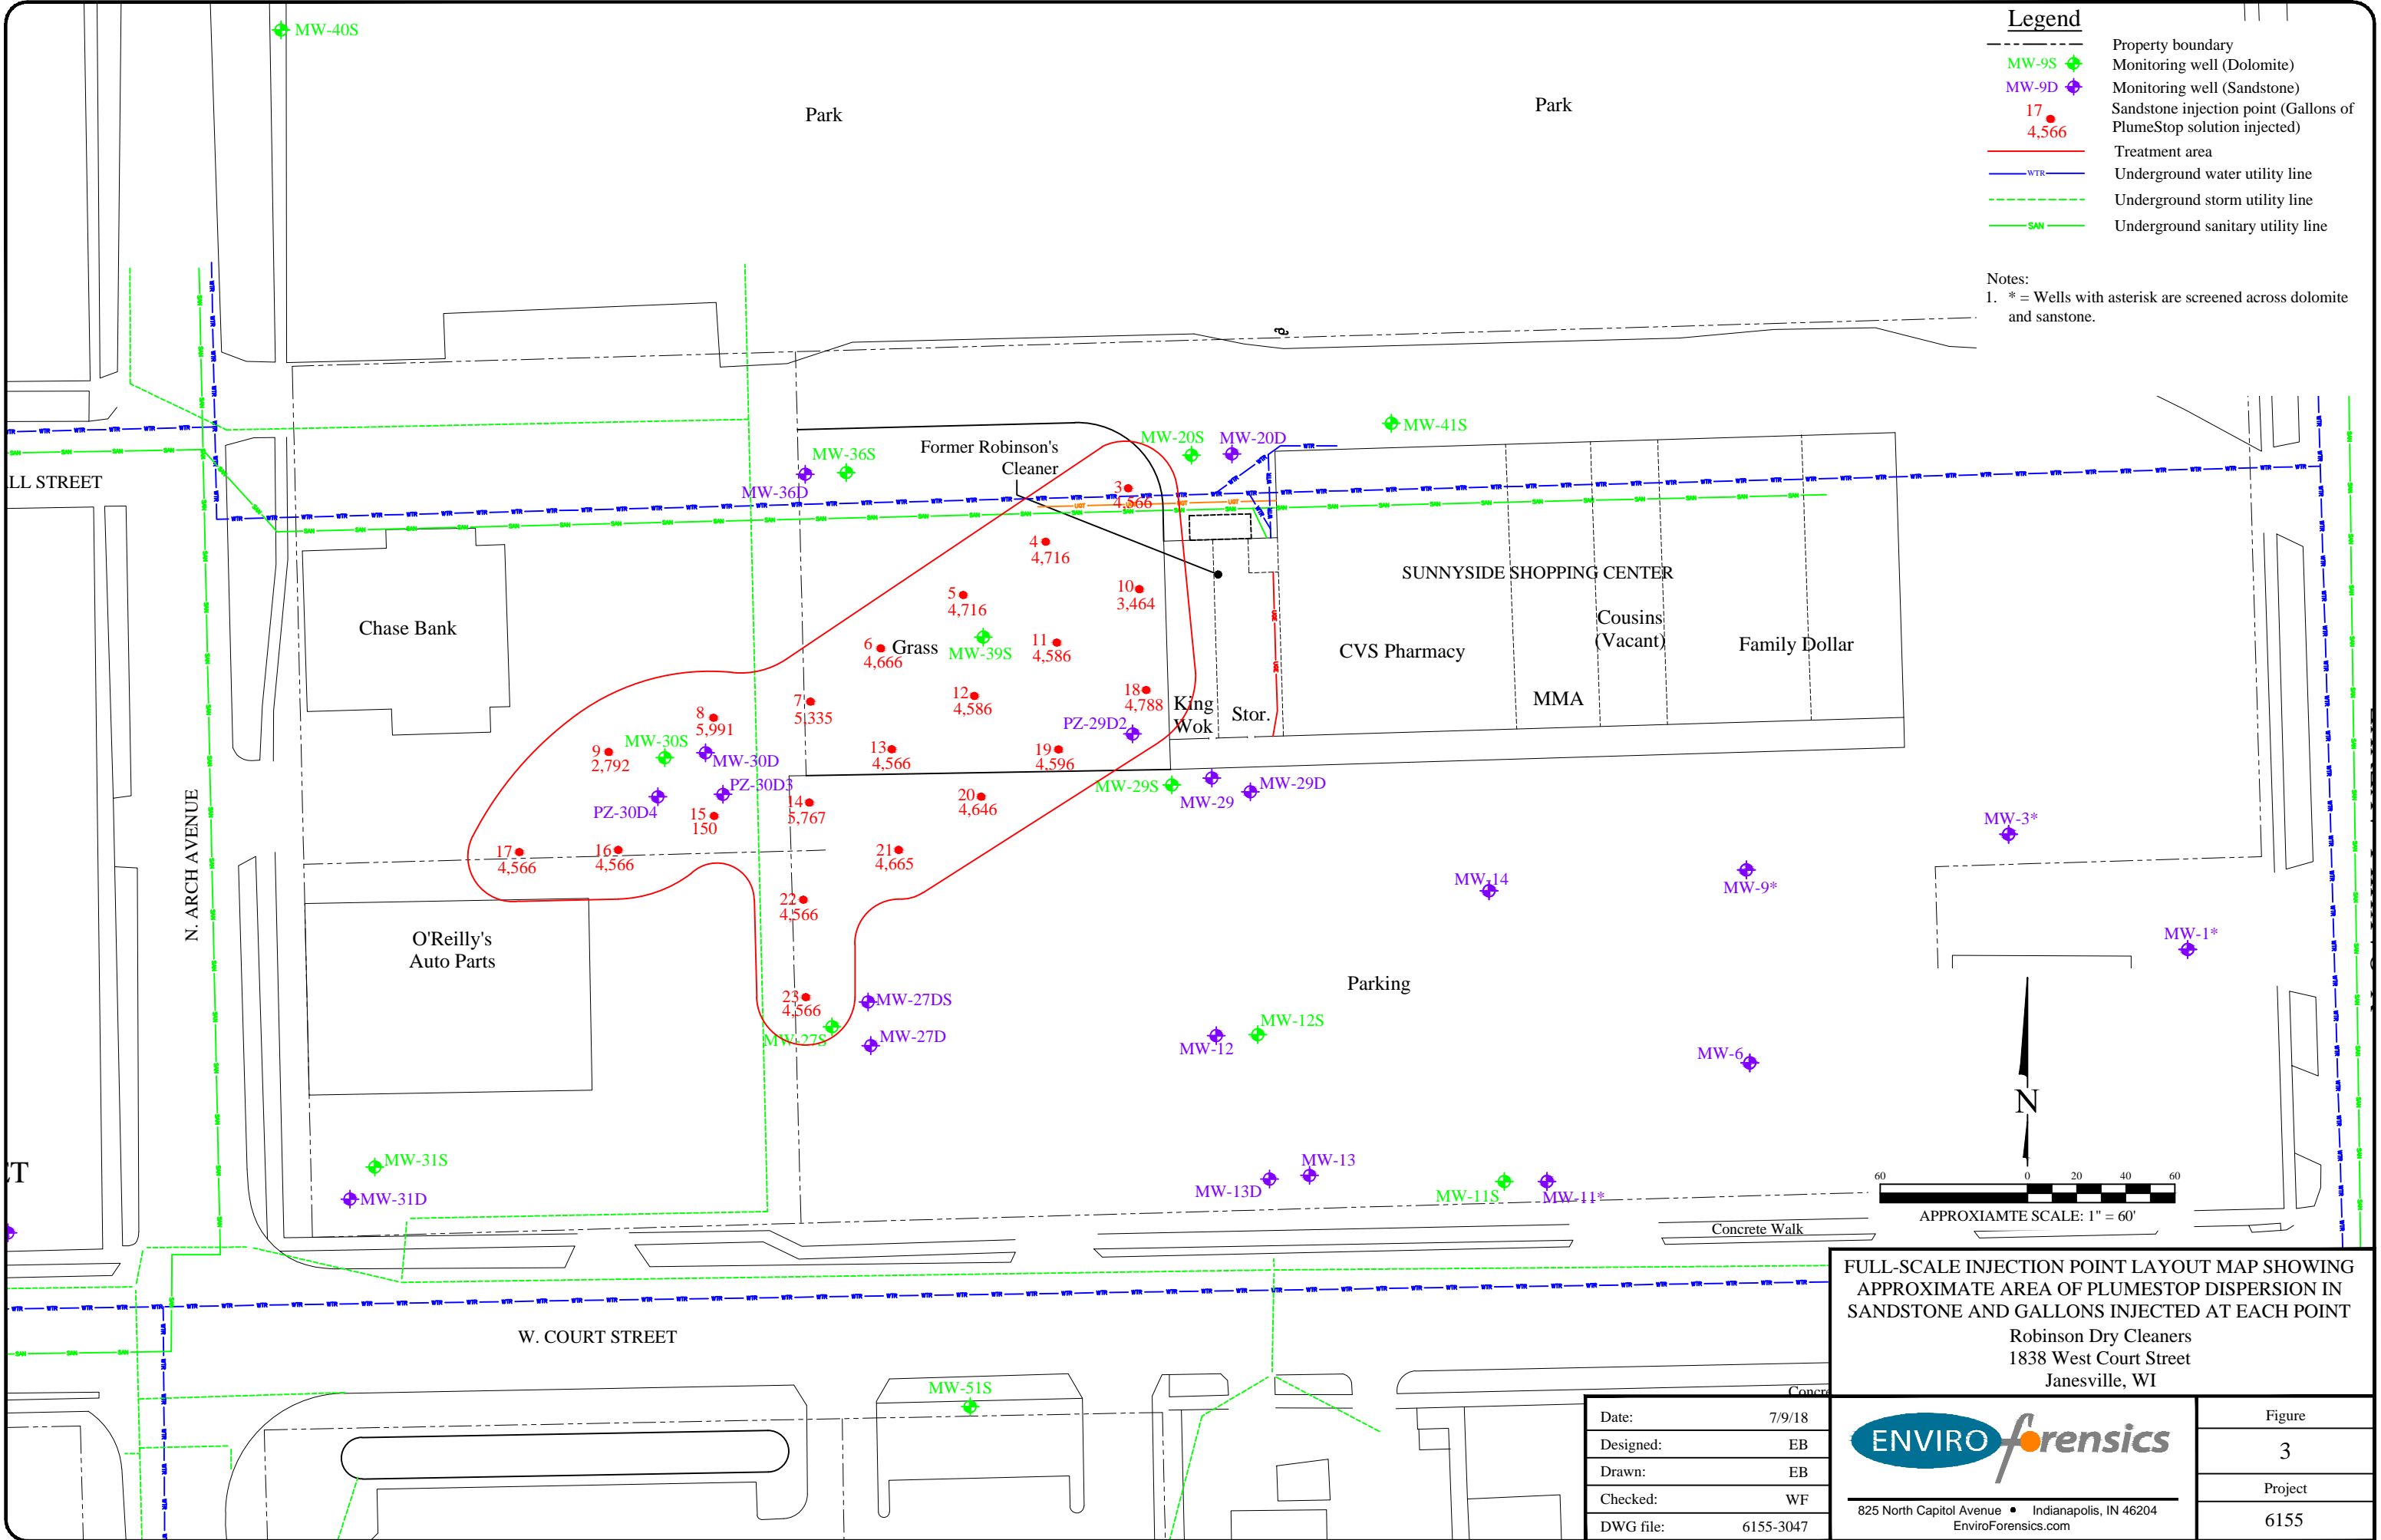 Legend
Property boundary
MW-9S Monitoring well (Dolomite)
MW-9D Monitoring well (Sandstone)
17
4,566
Sandstone injection point (Gallons of
PlumeStop solution injected)
Treatment area
WTR Underground water utility line
Underground storm utility line
SAN Underground sanitary utility line
Notes:
1. * = Wells with asterisk are screened across dolomite
and sanstone.
MW-40S
Park
Park
MW-41S
MW-20S
MW-20D
MW-36S
MW-36D
Former Robinson's
Cleaner
LL STREET
3
4,566
4
4,716
5
4,716
10
3,464
6
4,666
Grass
MW-39S
11
4,586
Chase Bank
SUNNYSIDE SHOPPING CENTER
Cousins
(Vacant)
CVS Pharmacy
Family Dollar
MMA
King
Wok
Stor.
7
5,335
12
4,586
18
4,788
8
5,991
PZ-29D2
9
2,792
MW-30S
MW-30D
13
4,566
19
4,596
PZ-30D3
PZ-30D4
MW-29S
MW-29
MW-29D
14
5,767
15
150
20
4,646
17
4,566
16
4,566
21
4,665
22
4,566
23
4,566
MW-27DS
MW-27S
MW-27D
N. ARCH AVENUE
O'Reilly's
Auto Parts
MW-3*
MW-14
MW-9*
MW-1*
Parking
MW-12S
MW-12
MW-6
MW-31S
MW-31D
MW-13
MW-13D
MW-11S
MW-11*
ET
N
60 0 20 40 60
APPROXIAMTE SCALE: 1" = 60'
Concrete Walk
W. COURT STREET
MW-51S
Concre
FULL-SCALE INJECTION POINT LAYOUT MAP SHOWING
APPROXIMATE AREA OF PLUMESTOP DISPERSION IN
SANDSTONE AND GALLONS INJECTED AT EACH POINT
Robinson Dry Cleaners
1838 West Court Street
Janesville, WI
Date: 7/9/18
Designed: EB
Drawn: EB
Checked: WF
DWG file: 6155-3047
ENVIROforensics
825 North Capitol Avenue • Indianapolis, IN 46204
EnviroForensics.com
Figure
3
Project
6155